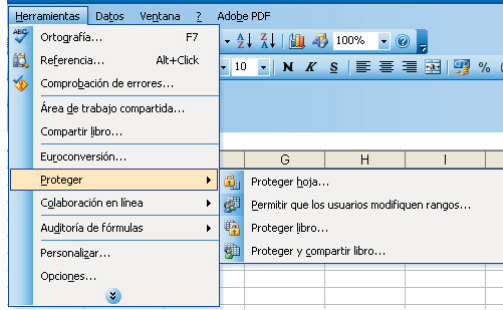 Herramientas Datos Ventana ? Adobe PDF
Ortografía... F7
Referencia... Alt+Click
Comprobación de errores...
Área de trabajo compartida...
Compartir libro...
Euroconversión...
Proteger
Colaboración en línea
Auditoría de fórmulas
Personalizar...
Opciones...
ABC
A Z Z A 100%
10 N K S a %
G H I
Proteger hoja...
Permitir que los usuarios modifiquen rangos...
Proteger libro...
Proteger y compartir libro...